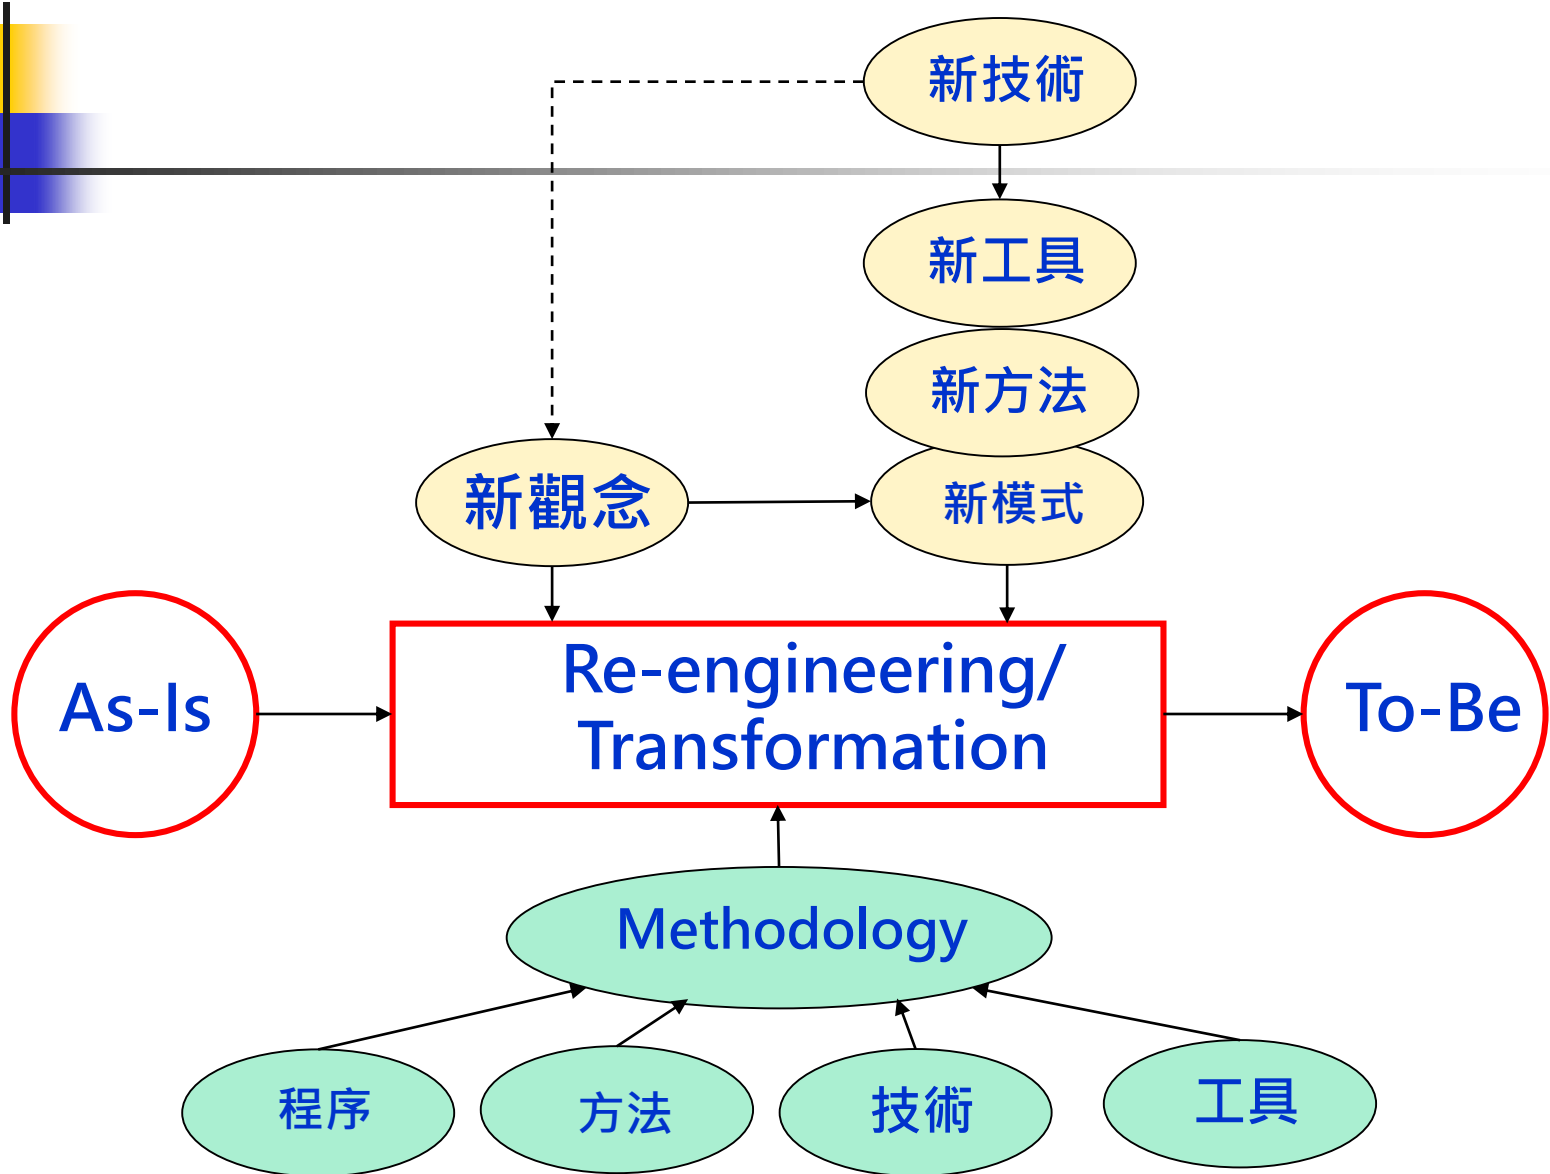 新技術
新工具
新方法
新觀念
新模式
As-Is
Re-engineering/
Transformation
To-Be
Methodology
程序
方法
技術
工具